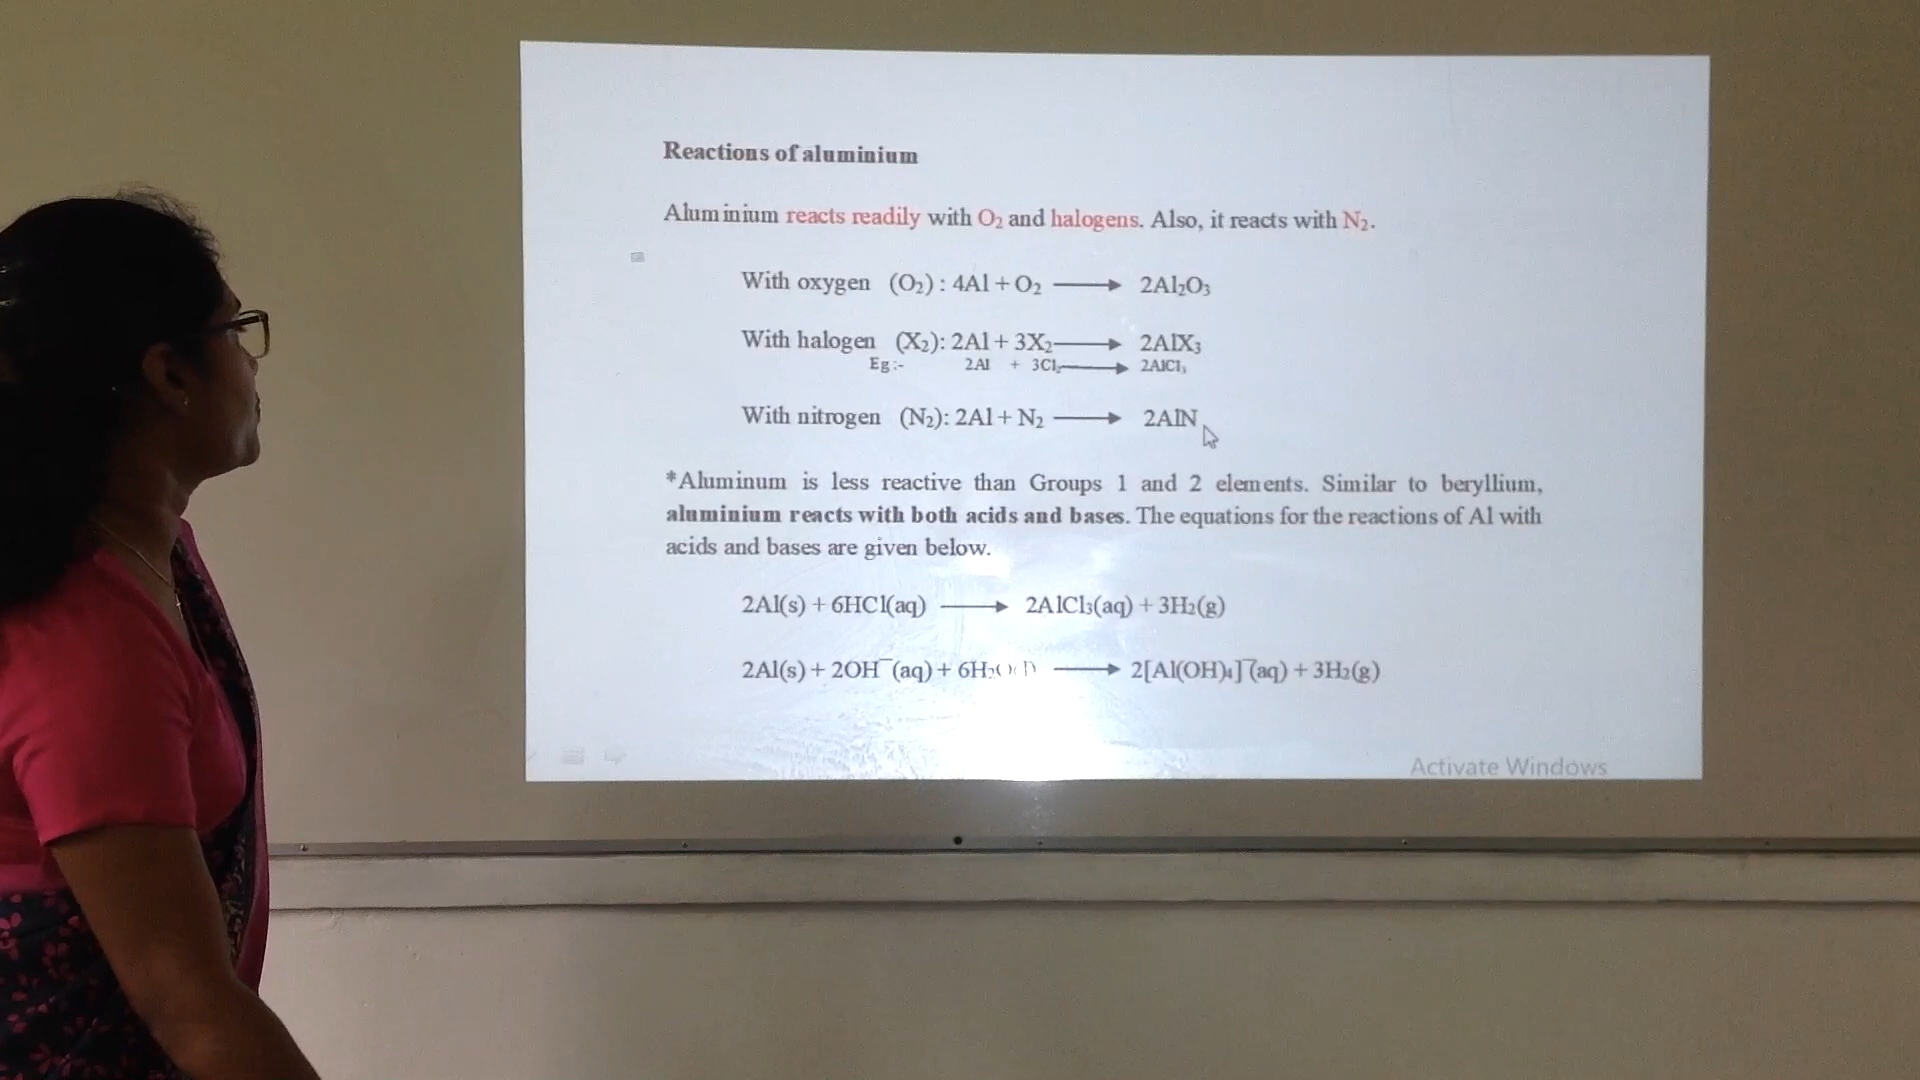 Reactions of aluminium
Aluminium reacts readily with O₂ and halogens. Also, it reacts with N₂.
With oxygen (O₂) : 4Al + O₂ ⟶ 2Al₂O₃
With halogen (X₂): 2Al + 3X₂ ⟶ 2AlX₃
Eg :- 2Al + 3Cl₂ ⟶ 2AlCl₃
With nitrogen (N₂): 2Al + N₂ ⟶ 2AlN
*Aluminum is less reactive than Groups 1 and 2 elements. Similar to beryllium,
aluminium reacts with both acids and bases. The equations for the reactions of Al with
acids and bases are given below.
2Al(s) + 6HCl(aq) ⟶ 2AlCl₃(aq) + 3H₂(g)
2Al(s) + 2OH⁻(aq) + 6H₂O(l) ⟶ 2[Al(OH)₄]⁻(aq) + 3H₂(g)
Activate Windows